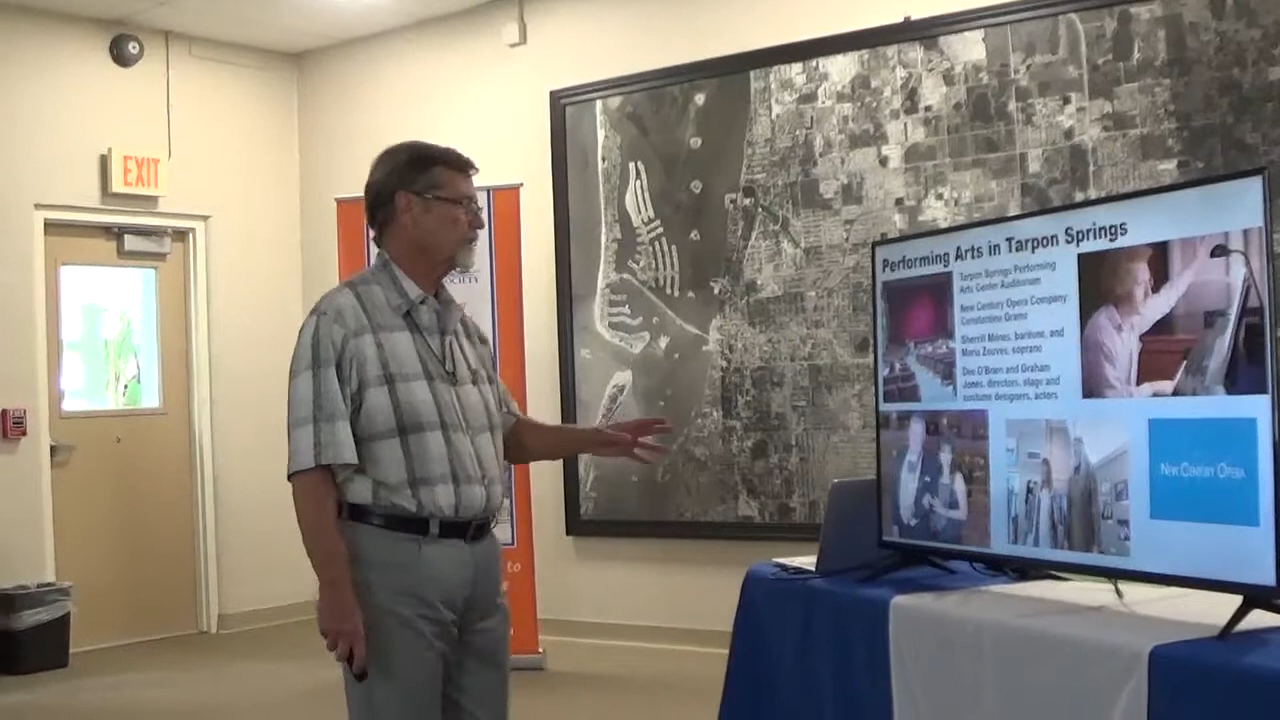 EXIT
OCIETY
to
Performing Arts in Tarpon Springs
Tarpon Springs Performing
Arts Center Auditorium
New Century Opera Company
Constantine Grame
Sherrill Milnes, baritone, and
Maria Zouves, soprano
Dee O'Brien and Graham
Jones, directors, stage and
costume designers, actors
NEW CENTURY OPERA